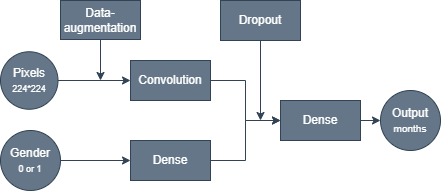 Data-
augmentation
Dropout
Pixels
224*224
Convolution
Dense
Output
months
Gender
0 or 1
Dense